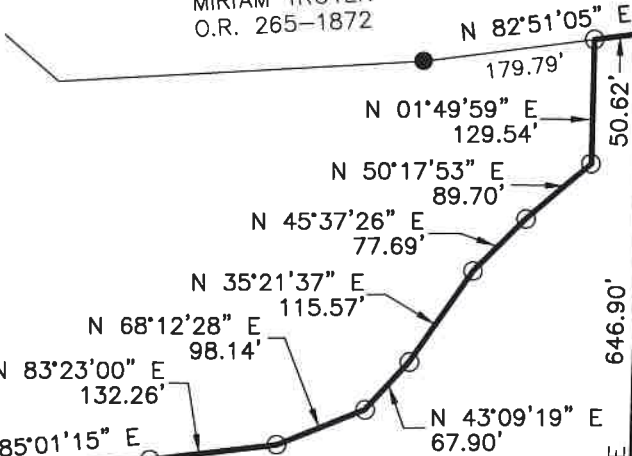 O.R. 265–1872
N 82°51'05" E
179.79'
50.62'
N 01°49'59" E
129.54'
N 50°17'53" E
89.70'
N 45°37'26" E
77.69'
N 35°21'37" E
115.57'
646.90'
N 68°12'28" E
98.14'
N 83°23'00" E
132.26'
N 43°09'19" E
67.90'
85°01'15" E
E